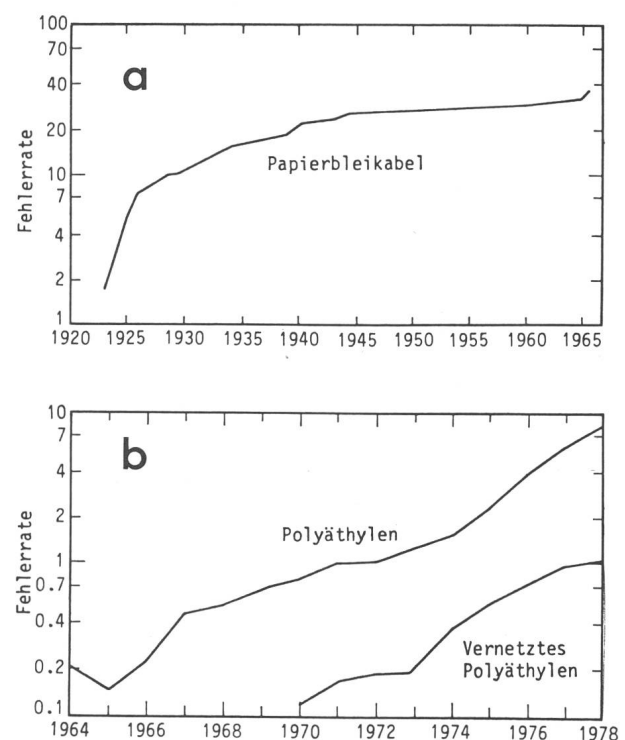 100
70
a
40
20
Papierbleikabel
10
7
Fehlerrate
4
2
1
1920 1925 1930 1935 1940 1945 1950 1955 1960 1965
10
7
b
4
2
Polyäthylen
1
0.7
Fehlerrate
0.4
Vernetztes
Polyäthylen
0.2
0.1
1964 1966 1968 1970 1972 1974 1976 1978